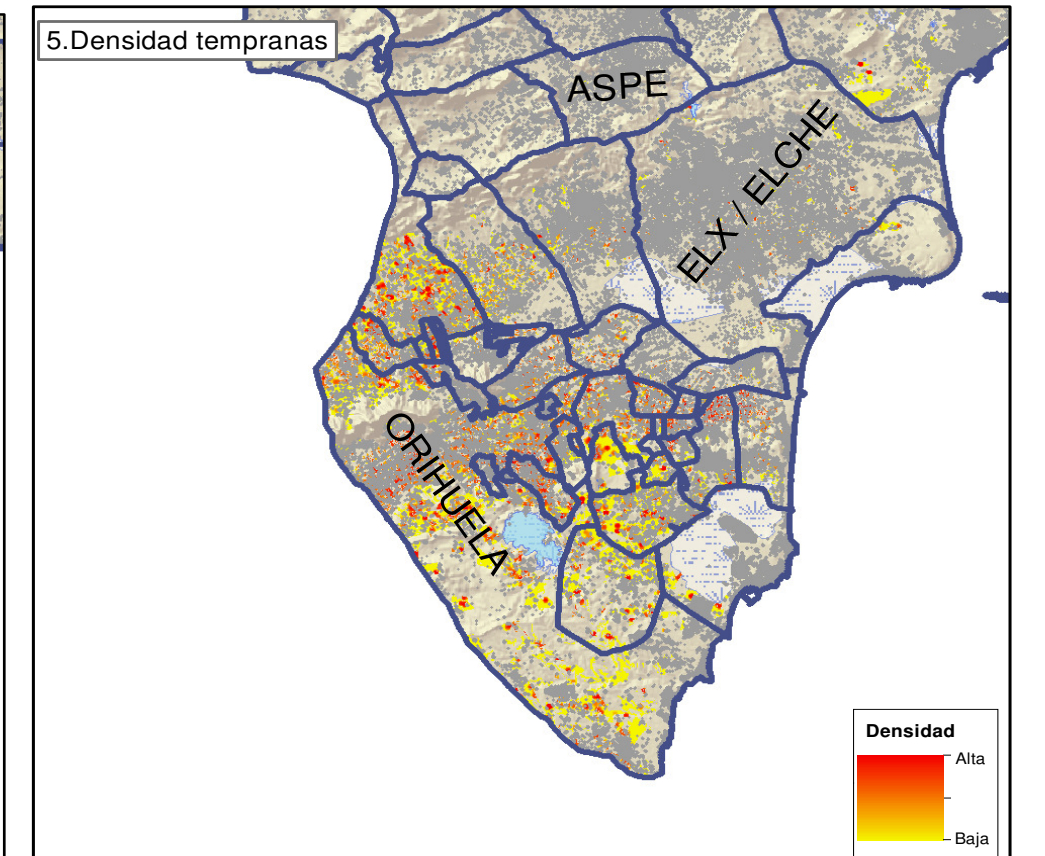 5.Densidad tempranas
ASPE
ELX / ELCHE
ORIHUELA
Densidad
Alta
Baja